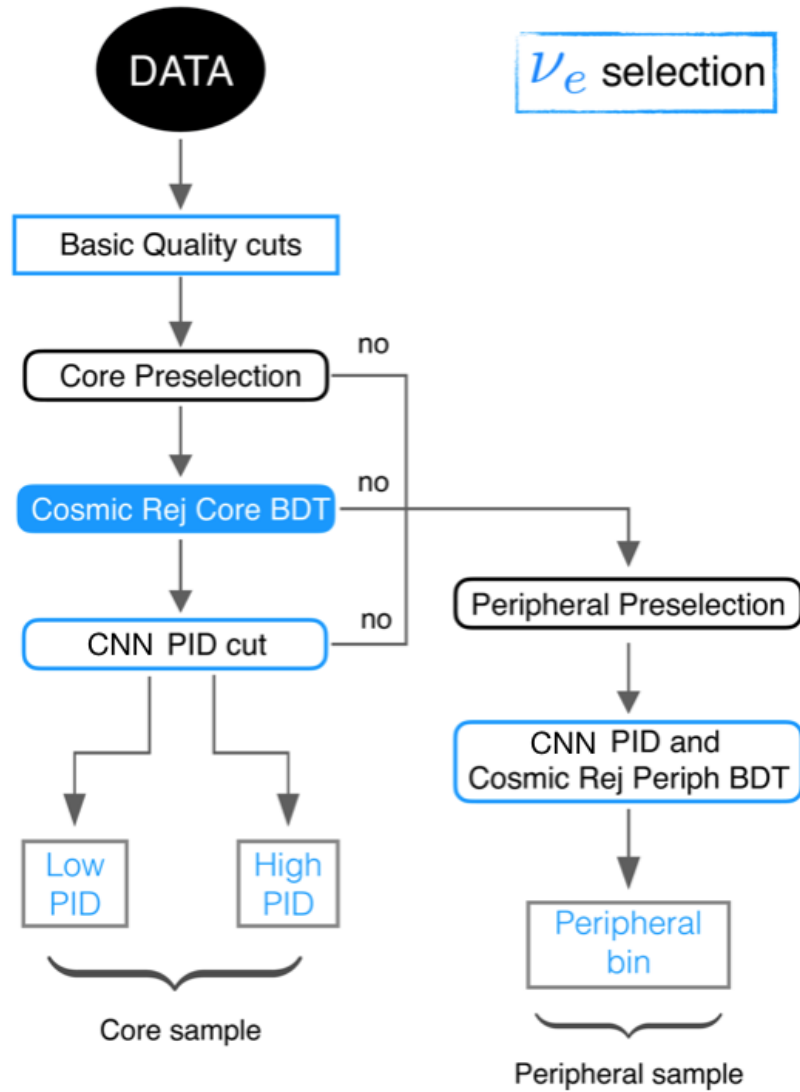 DATA
νₑ selection
Basic Quality cuts
no
Core Preselection
no
Cosmic Rej Core BDT
no
CNN PID cut
Peripheral Preselection
CNN PID and
Cosmic Rej Periph BDT
Low
PID
High
PID
Peripheral
bin
Core sample
Peripheral sample